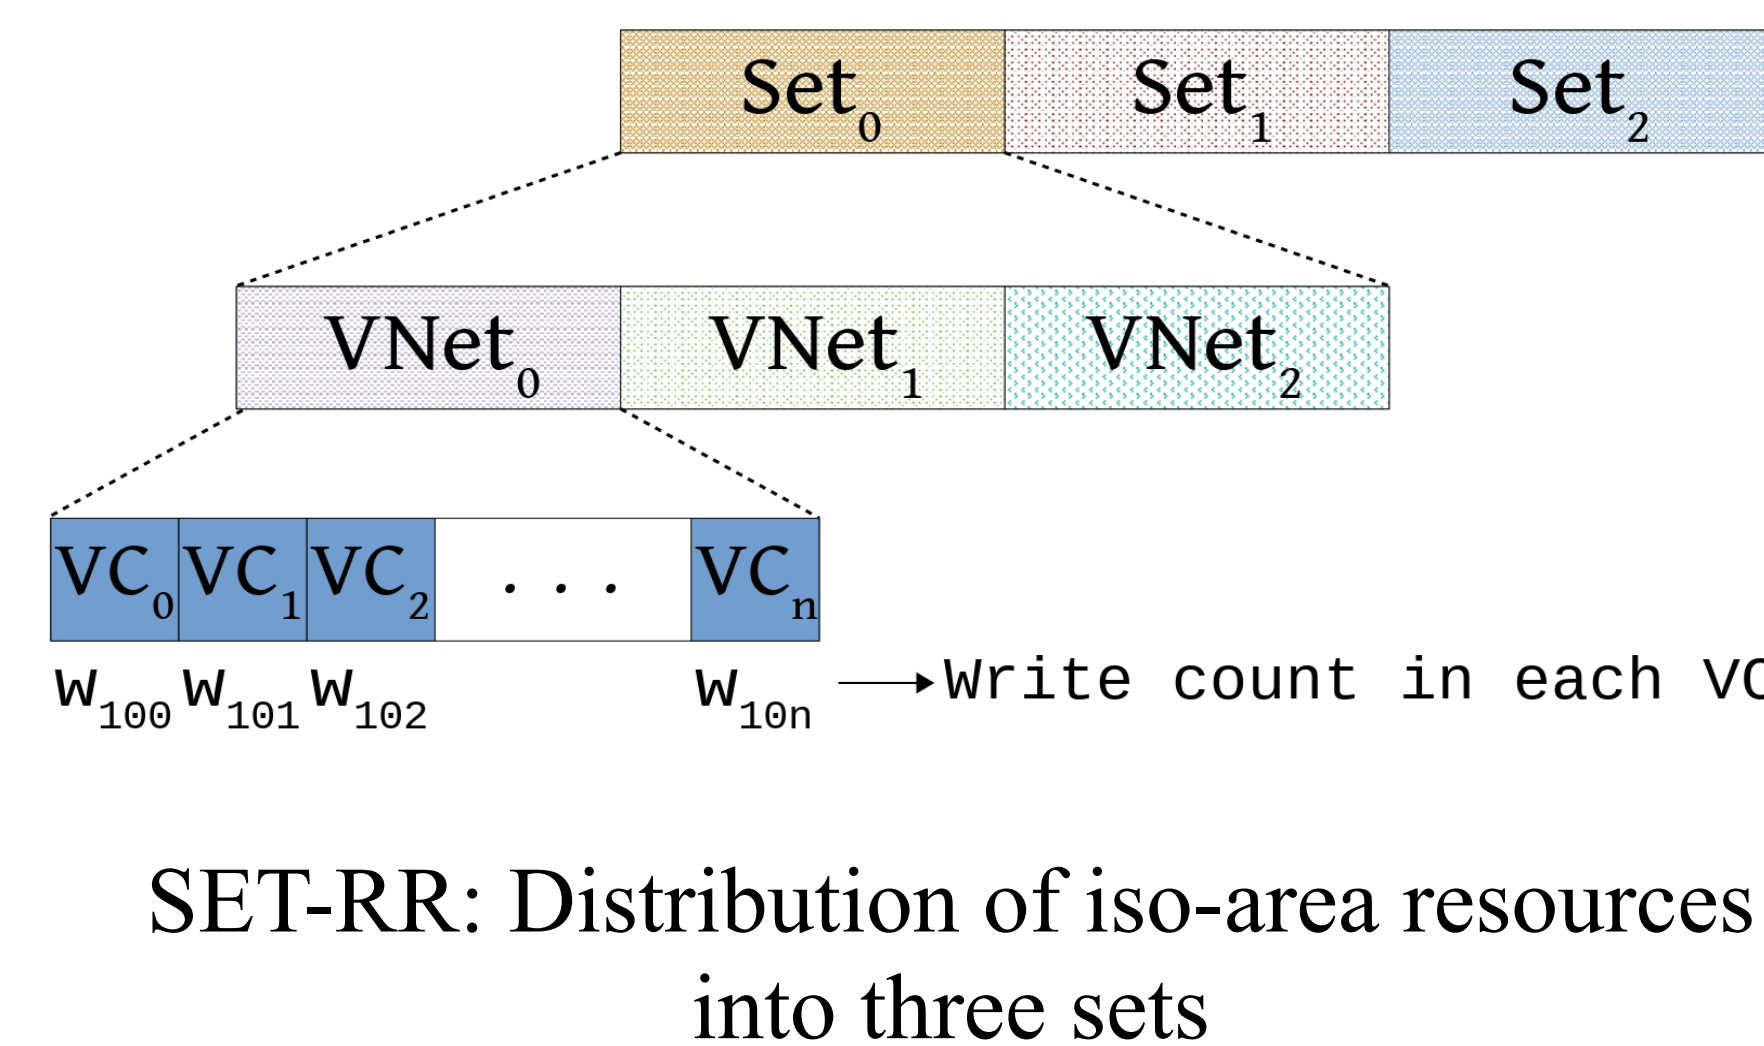 Set₀ Set₁ Set₂
VNet₀ VNet₁ VNet₂
VC₀ VC₁ VC₂ . . . VCₙ
W₁₀₀ W₁₀₁ W₁₀₂ W₁₀ₙ Write count in each VC
SET-RR: Distribution of iso-area resources
into three sets